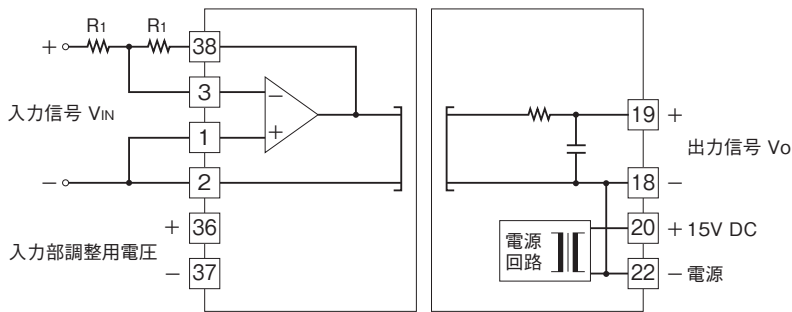 R1 R1
+ 38
3 −
入力信号 VIN
1 +
− 2
+ 36
入力部調整用電圧
− 37
19 +
出力信号 Vo
18 −
電源
回路
20 +15V DC
22 −電源